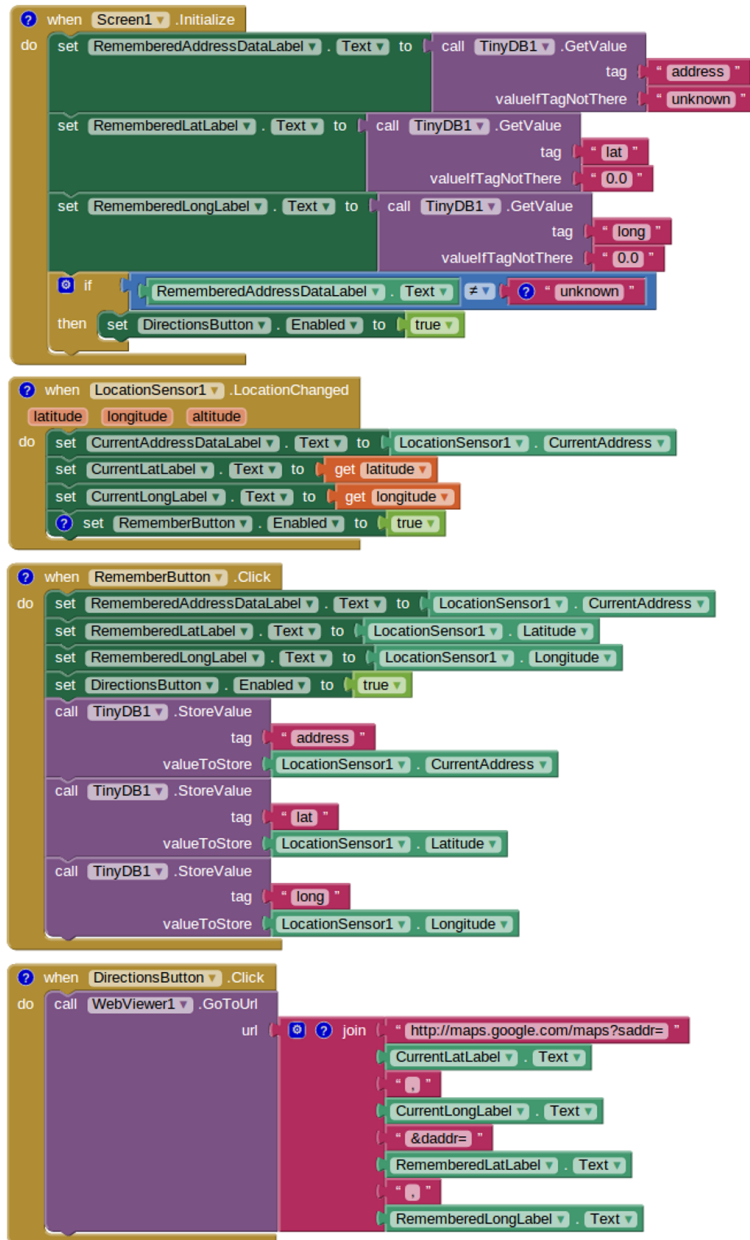 when Screen1 .Initialize
do set RememberedAddressDataLabel . Text to call TinyDB1 .GetValue
tag “ address ”
valueIfTagNotThere “ unknown ”
set RememberedLatLabel . Text to call TinyDB1 .GetValue
tag “ lat ”
valueIfTagNotThere “ 0.0 ”
set RememberedLongLabel . Text to call TinyDB1 .GetValue
tag “ long ”
valueIfTagNotThere “ 0.0 ”
if RememberedAddressDataLabel . Text ≠ ? “ unknown ”
then set DirectionsButton . Enabled to true
? when LocationSensor1 .LocationChanged
latitude longitude altitude
do set CurrentAddressDataLabel . Text to LocationSensor1 . CurrentAddress
set CurrentLatLabel . Text to get latitude
set CurrentLongLabel . Text to get longitude
? set RememberButton . Enabled to true
? when RememberButton .Click
do set RememberedAddressDataLabel . Text to LocationSensor1 . CurrentAddress
set RememberedLatLabel . Text to LocationSensor1 . Latitude
set RememberedLongLabel . Text to LocationSensor1 . Longitude
set DirectionsButton . Enabled to true
call TinyDB1 .StoreValue
tag “ address ”
valueToStore LocationSensor1 . CurrentAddress
call TinyDB1 .StoreValue
tag “ lat ”
valueToStore LocationSensor1 . Latitude
call TinyDB1 .StoreValue
tag “ long ”
valueToStore LocationSensor1 . Longitude
? when DirectionsButton .Click
do call WebViewer1 .GoToUrl
url ? join “ http://maps.google.com/maps?saddr= ”
CurrentLatLabel . Text
“ , ”
CurrentLongLabel . Text
“ &daddr= ”
RememberedLatLabel . Text
“ , ”
RememberedLongLabel . Text